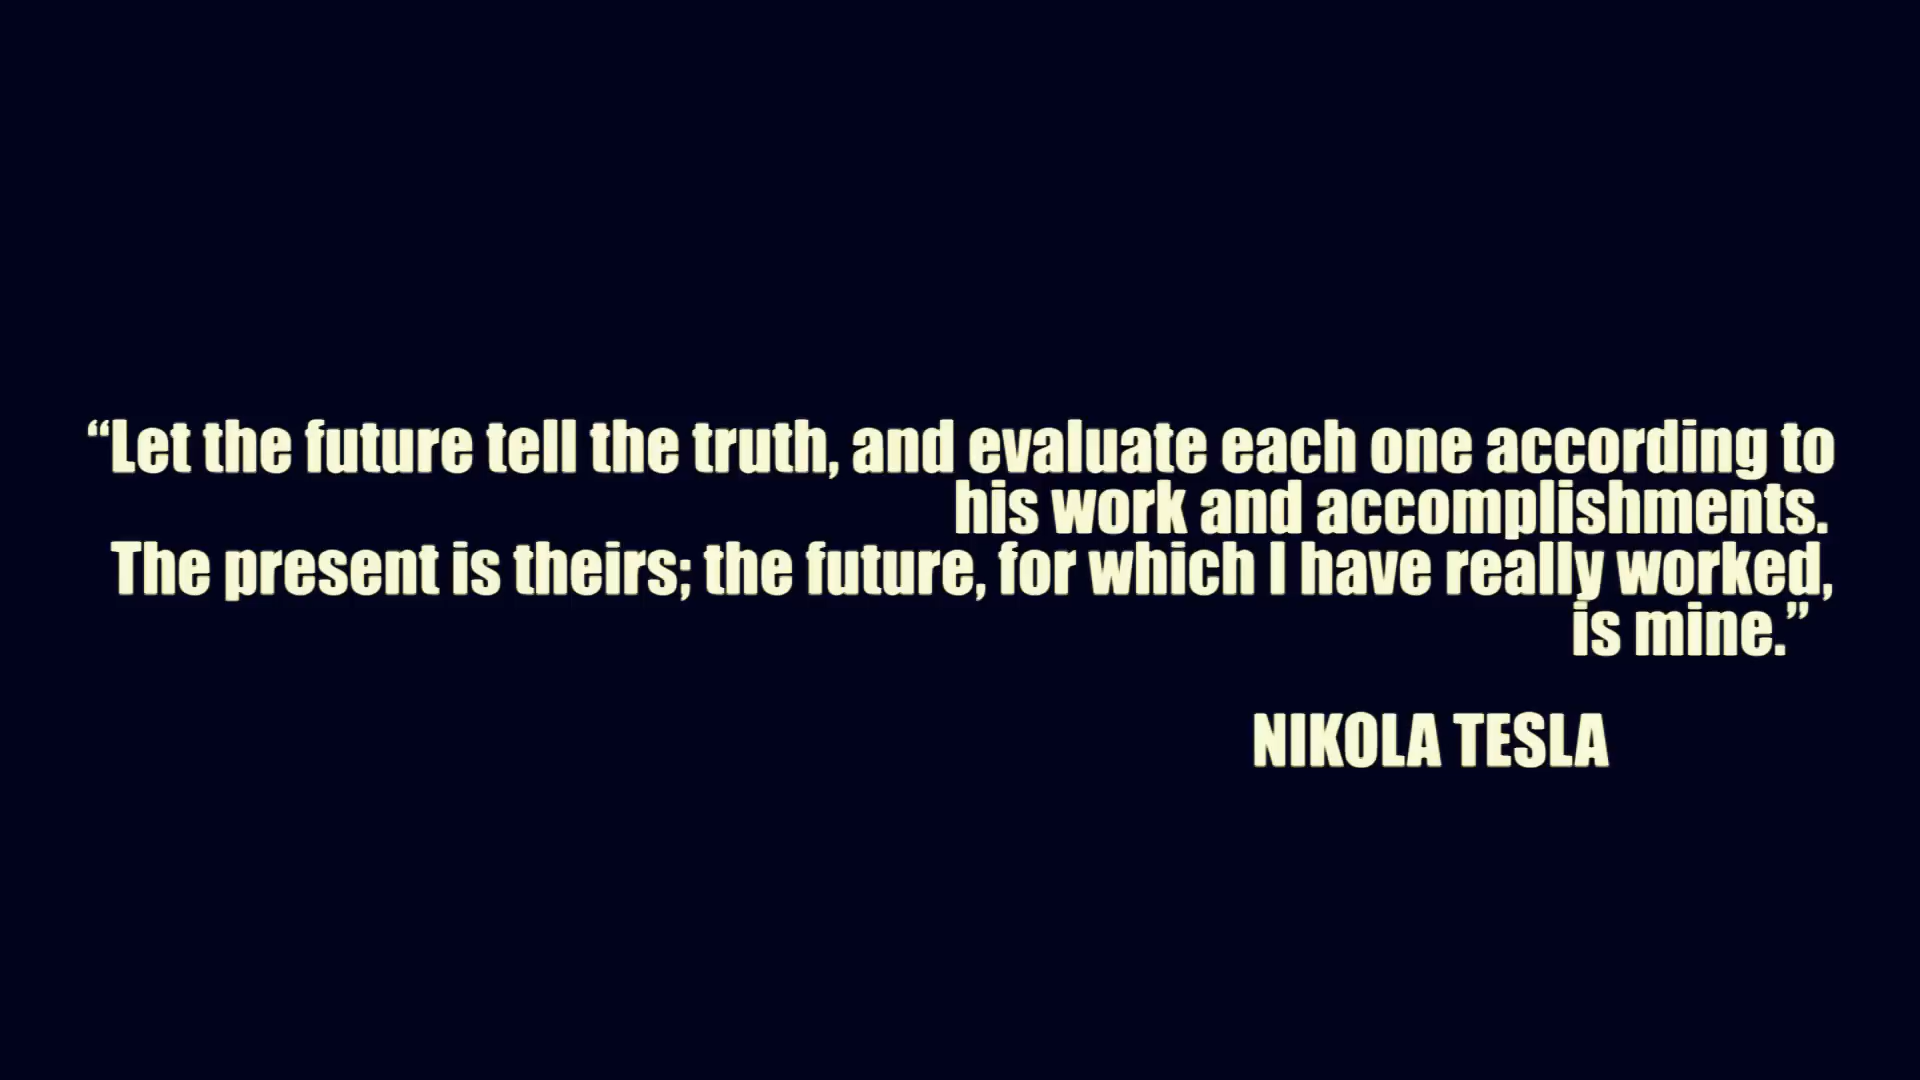 “Let the future tell the truth, and evaluate each one according to
his work and accomplishments.
The present is theirs; the future, for which I have really worked,
is mine.”
NIKOLA TESLA